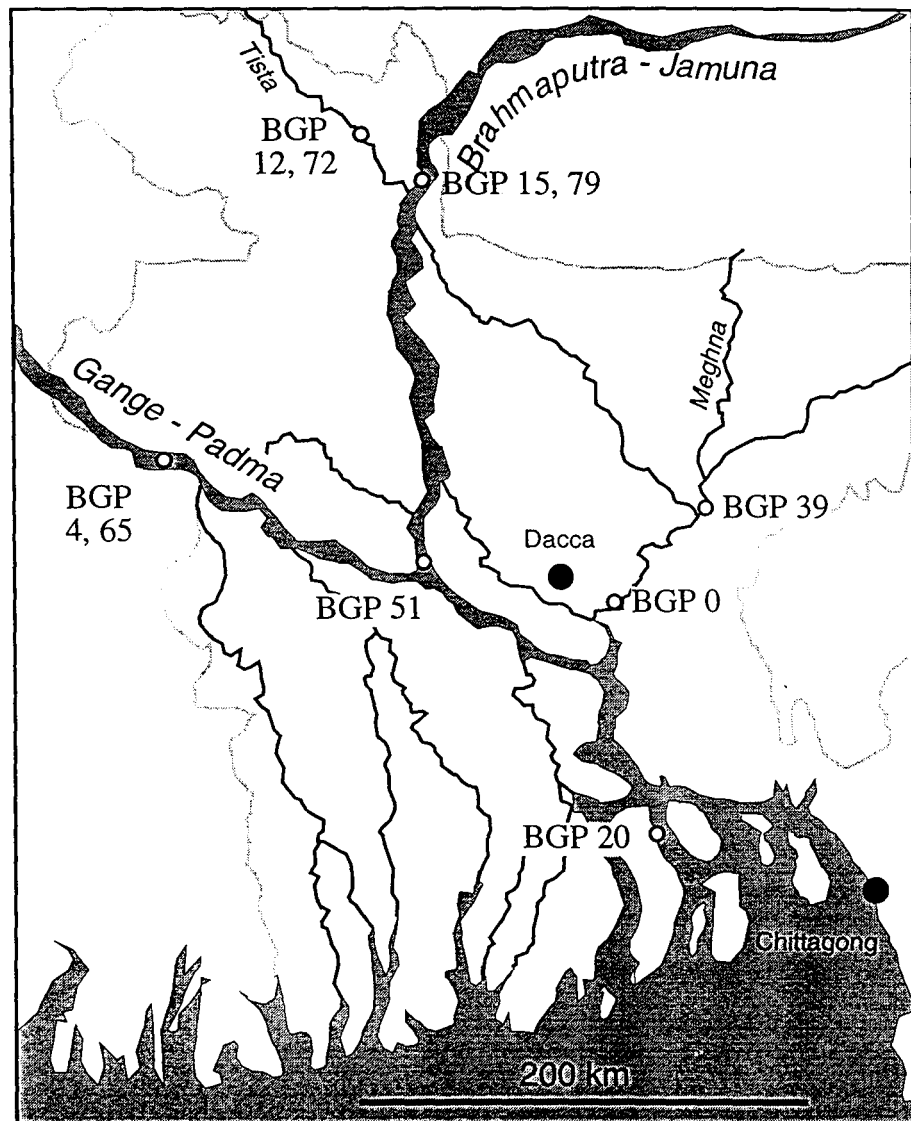 Tista
Brahmaputra - Jamuna
BGP
12, 72
BGP 15, 79
Meghna
Gange - Padma
BGP
4, 65
BGP 39
Dacca
BGP 51
BGP 0
BGP 20
Chittagong
200 km